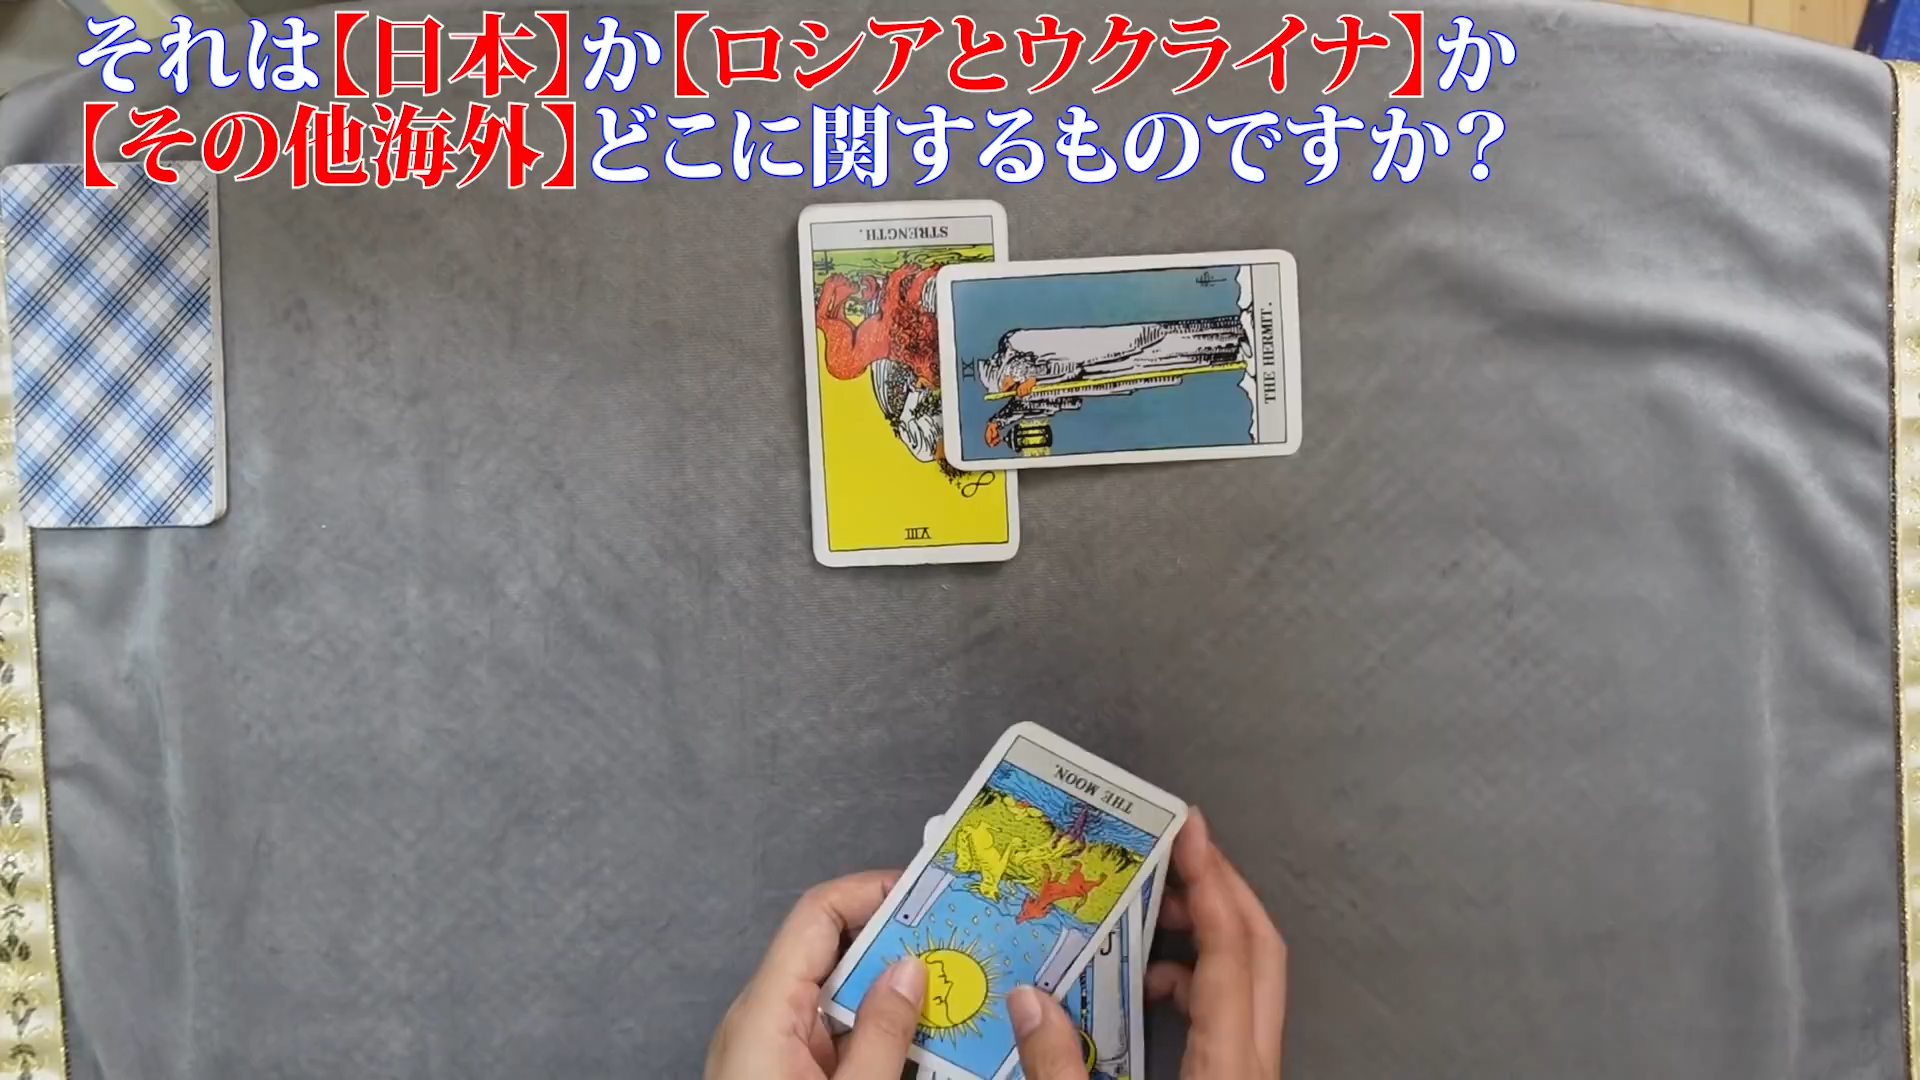 それは【日本】か【ロシアとウクライナ】か
【その他海外】どこに関するものですか？
STRENGTH.
VIII
IX
THE HERMIT.
THE MOON.